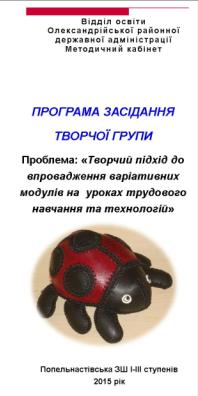 Відділ освіти
Олександрійської районної
державної адміністрації
Методичний кабінет
ПРОГРАМА ЗАСІДАННЯ
ТВОРЧОЇ ГРУПИ
Проблема: «Творчий підхід до
впровадження варіативних
модулів на уроках трудового
навчання та технологій»
Попельнастівська ЗШ І-ІІІ ступенів
2015 рік